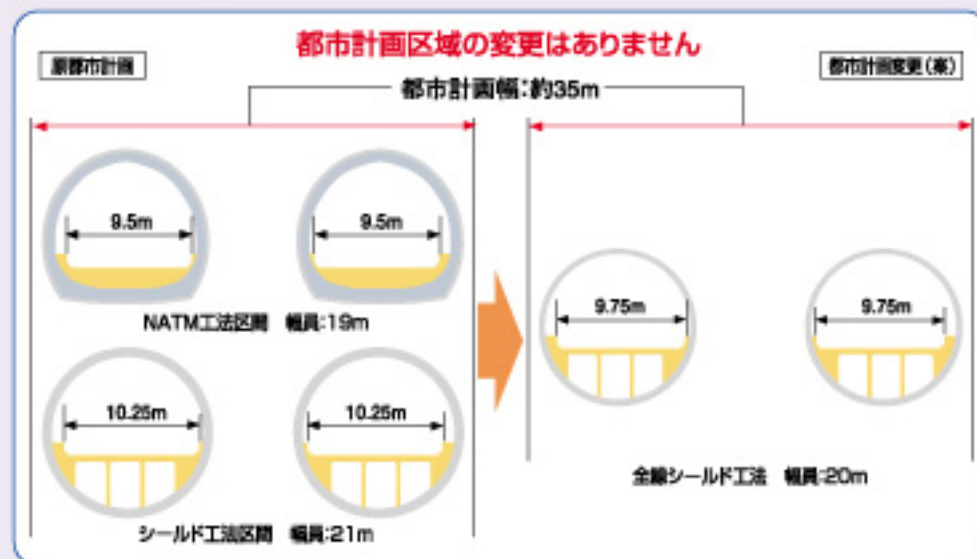 都市計画区域の変更はありません
原都市計画
都市計画変更(案)
都市計画幅:約35m
9.5m
9.5m
NATM工法区間 幅員:19m
10.25m
10.25m
シールド工法区間 幅員:21m
9.75m
9.75m
全線シールド工法 幅員:20m